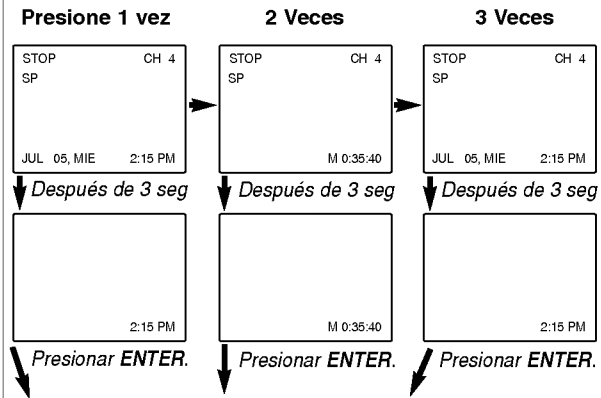 Presione 1 vez 2 Veces 3 Veces
STOP CH 4 STOP CH 4 STOP CH 4
SP SP SP
JUL 05, MIE 2:15 PM M 0:35:40 JUL 05, MIE 2:15 PM
Después de 3 seg Después de 3 seg Después de 3 seg
2:15 PM M 0:35:40 2:15 PM
Presionar ENTER. Presionar ENTER. Presionar ENTER.